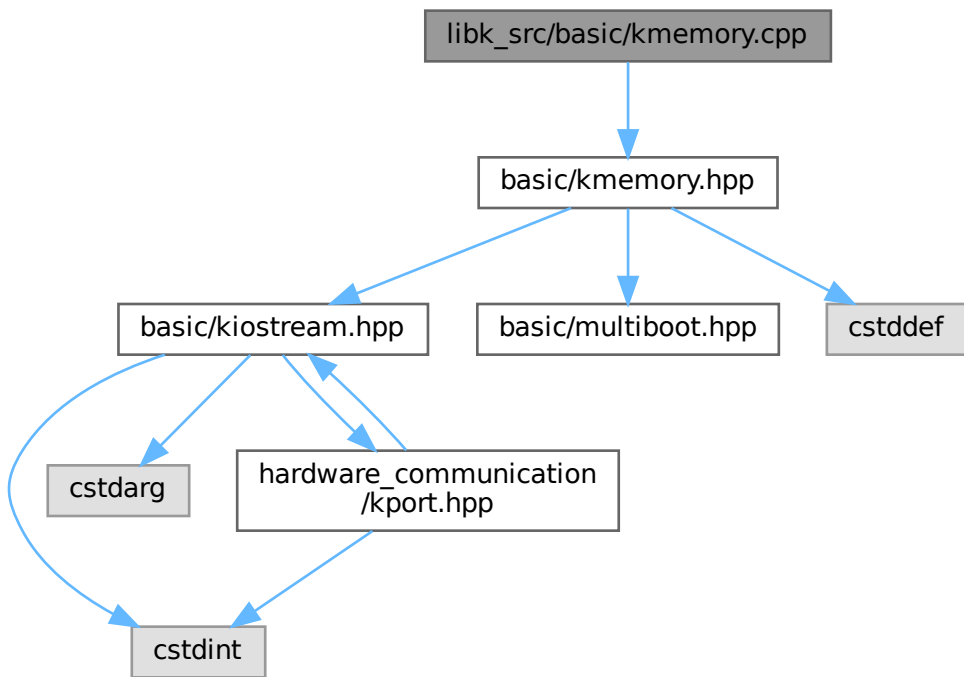 libk_src/basic/kmemory.cpp
basic/kmemory.hpp
basic/kiostream.hpp
basic/multiboot.hpp
cstddef
cstdarg
hardware_communication
/kport.hpp
cstdint